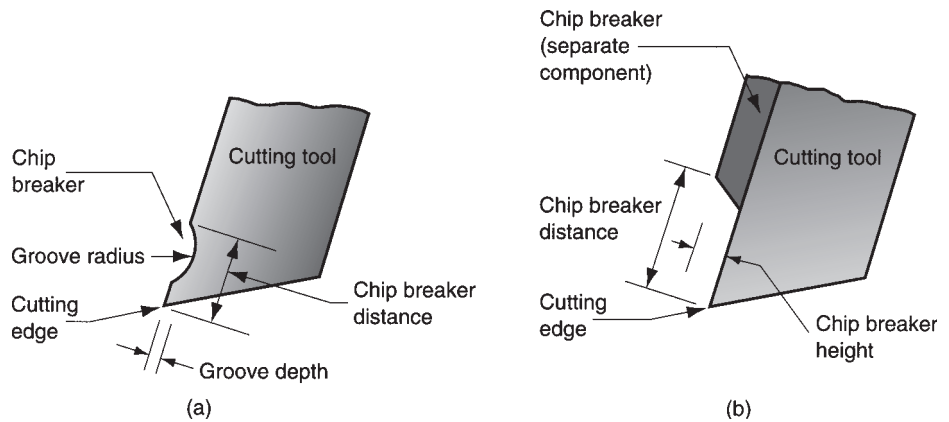 Chip
breaker
Cutting tool
Groove radius
Cutting
edge
Chip breaker
distance
Groove depth
(a)
Chip breaker
(separate
component)
Cutting tool
Chip breaker
distance
Cutting
edge
Chip breaker
height
(b)